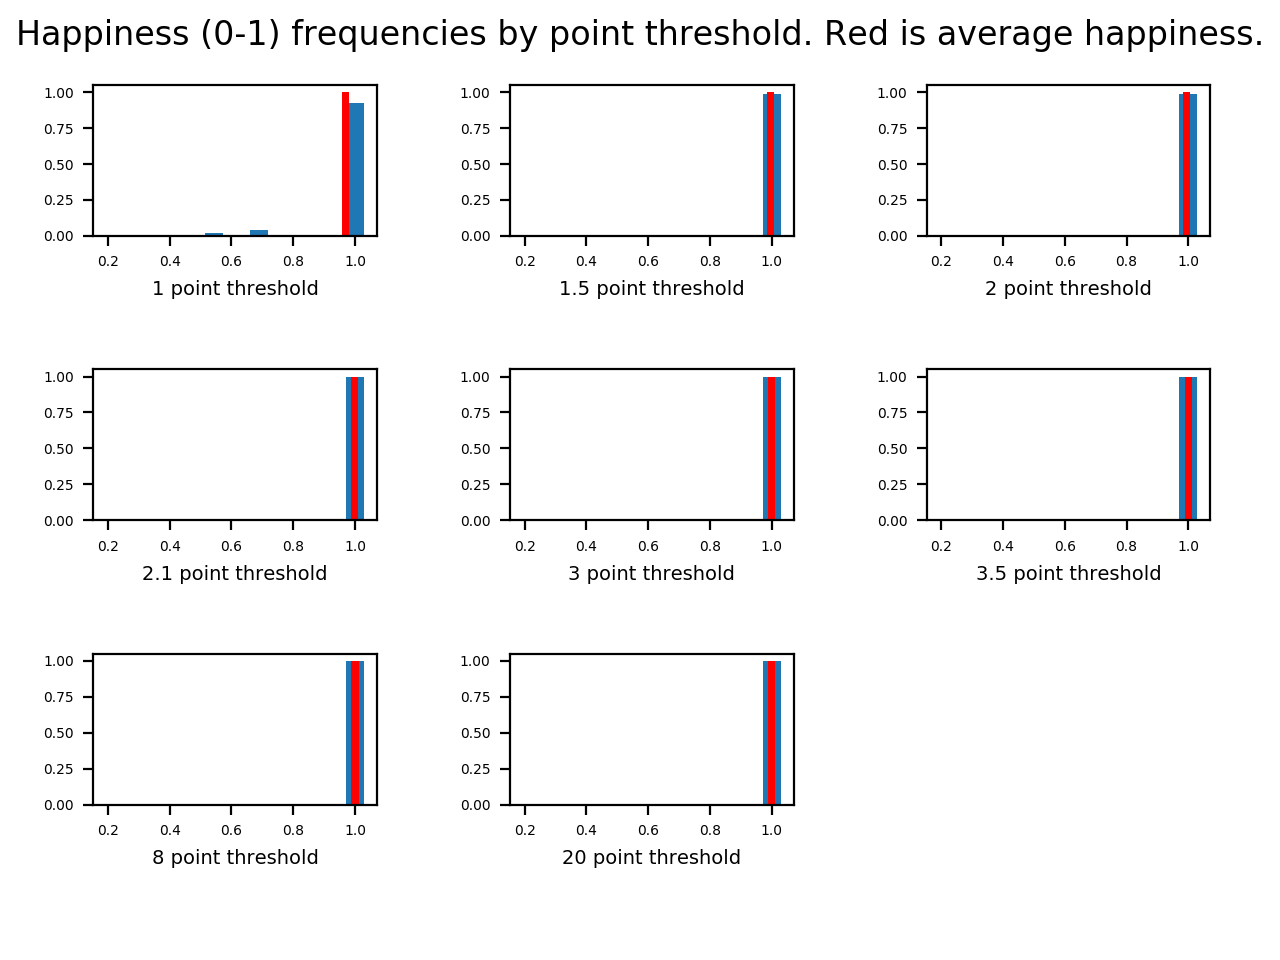 Happiness (0-1) frequencies by point threshold. Red is average happiness.
1.00 1.00 1.00
0.75 0.75 0.75
0.50 0.50 0.50
0.25 0.25 0.25
0.00 0.00 0.00
0.2 0.4 0.6 0.8 1.0 0.2 0.4 0.6 0.8 1.0 0.2 0.4 0.6 0.8 1.0
1 point threshold 1.5 point threshold 2 point threshold
1.00 1.00 1.00
0.75 0.75 0.75
0.50 0.50 0.50
0.25 0.25 0.25
0.00 0.00 0.00
0.2 0.4 0.6 0.8 1.0 0.2 0.4 0.6 0.8 1.0 0.2 0.4 0.6 0.8 1.0
2.1 point threshold 3 point threshold 3.5 point threshold
1.00 1.00
0.75 0.75
0.50 0.50
0.25 0.25
0.00 0.00
0.2 0.4 0.6 0.8 1.0 0.2 0.4 0.6 0.8 1.0
8 point threshold 20 point threshold